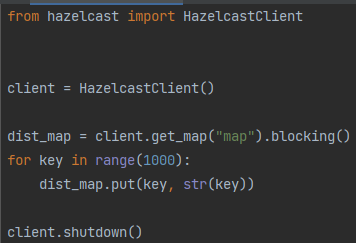 from hazelcast import HazelcastClient
client = HazelcastClient()
dist_map = client.get_map("map").blocking()
for key in range(1000):
    dist_map.put(key, str(key))
client.shutdown()